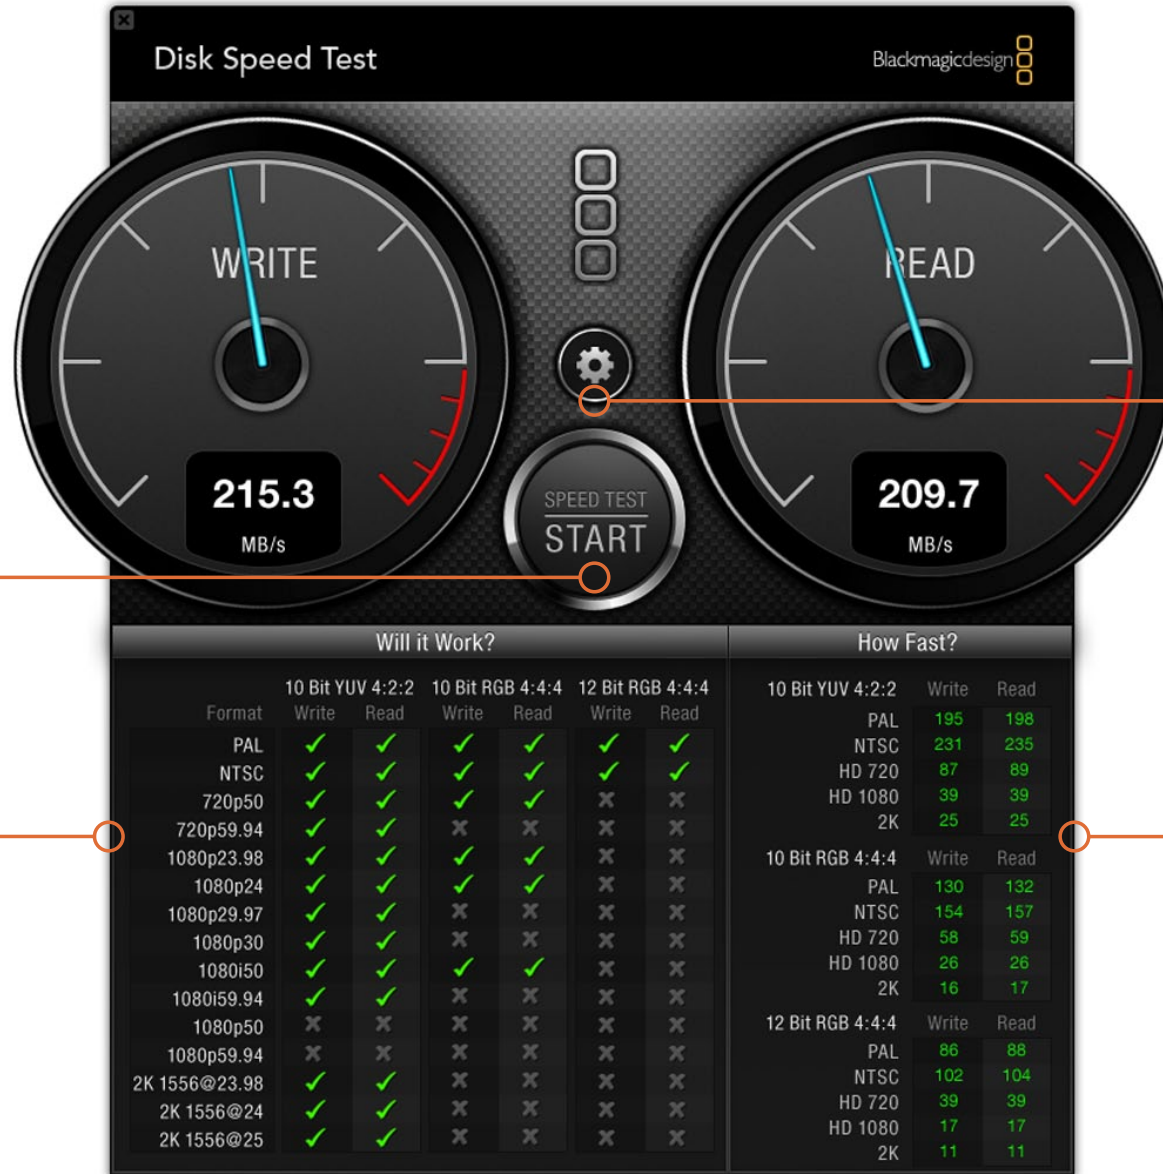 Disk Speed Test
Blackmagicdesign
WRITE
READ
215.3
MB/s
209.7
MB/s
SPEED TEST
START
Will it Work?
10 Bit YUV 4:2:2 10 Bit RGB 4:4:4 12 Bit RGB 4:4:4
Format Write Read Write Read Write Read
PAL ✓ ✓ ✓ ✓ ✓ ✓
NTSC ✓ ✓ ✓ ✓ ✓ ✓
720p50 ✓ ✓ ✓ ✓ ✗ ✗
720p59.94 ✓ ✓ ✗ ✗ ✗ ✗
1080p23.98 ✓ ✓ ✓ ✓ ✗ ✗
1080p24 ✓ ✓ ✓ ✓ ✗ ✗
1080p29.97 ✓ ✓ ✗ ✗ ✗ ✗
1080p30 ✓ ✓ ✗ ✗ ✗ ✗
1080i50 ✓ ✓ ✓ ✓ ✗ ✗
1080i59.94 ✓ ✓ ✗ ✗ ✗ ✗
1080p50 ✗ ✗ ✗ ✗ ✗ ✗
1080p59.94 ✗ ✗ ✗ ✗ ✗ ✗
2K 1556@23.98 ✓ ✓ ✗ ✗ ✗ ✗
2K 1556@24 ✓ ✓ ✗ ✗ ✗ ✗
2K 1556@25 ✓ ✓ ✗ ✗ ✗ ✗
How Fast?
10 Bit YUV 4:2:2 Write Read
PAL 195 198
NTSC 231 235
HD 720 87 89
HD 1080 39 39
2K 25 25
10 Bit RGB 4:4:4 Write Read
PAL 130 132
NTSC 154 157
HD 720 58 59
HD 1080 26 26
2K 16 17
12 Bit RGB 4:4:4 Write Read
PAL 86 88
NTSC 102 104
HD 720 39 39
HD 1080 17 17
2K 11 11